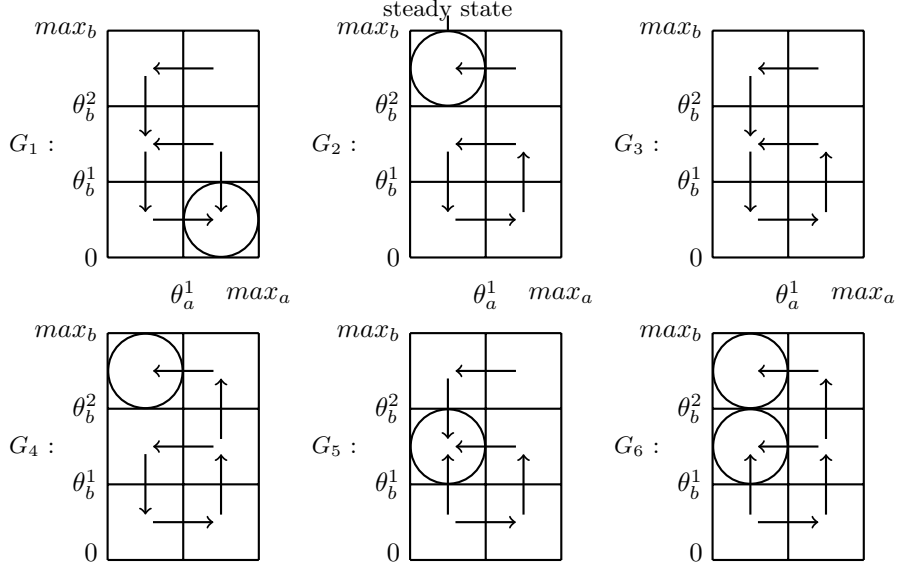 steady state
max_b max_b max_b
θ_b^2 θ_b^2 θ_b^2
G_1 : G_2 : G_3 :
θ_b^1 θ_b^1 θ_b^1
0 0 0
θ_a^1 max_a θ_a^1 max_a θ_a^1 max_a
max_b max_b max_b
θ_b^2 θ_b^2 θ_b^2
G_4 : G_5 : G_6 :
θ_b^1 θ_b^1 θ_b^1
0 0 0